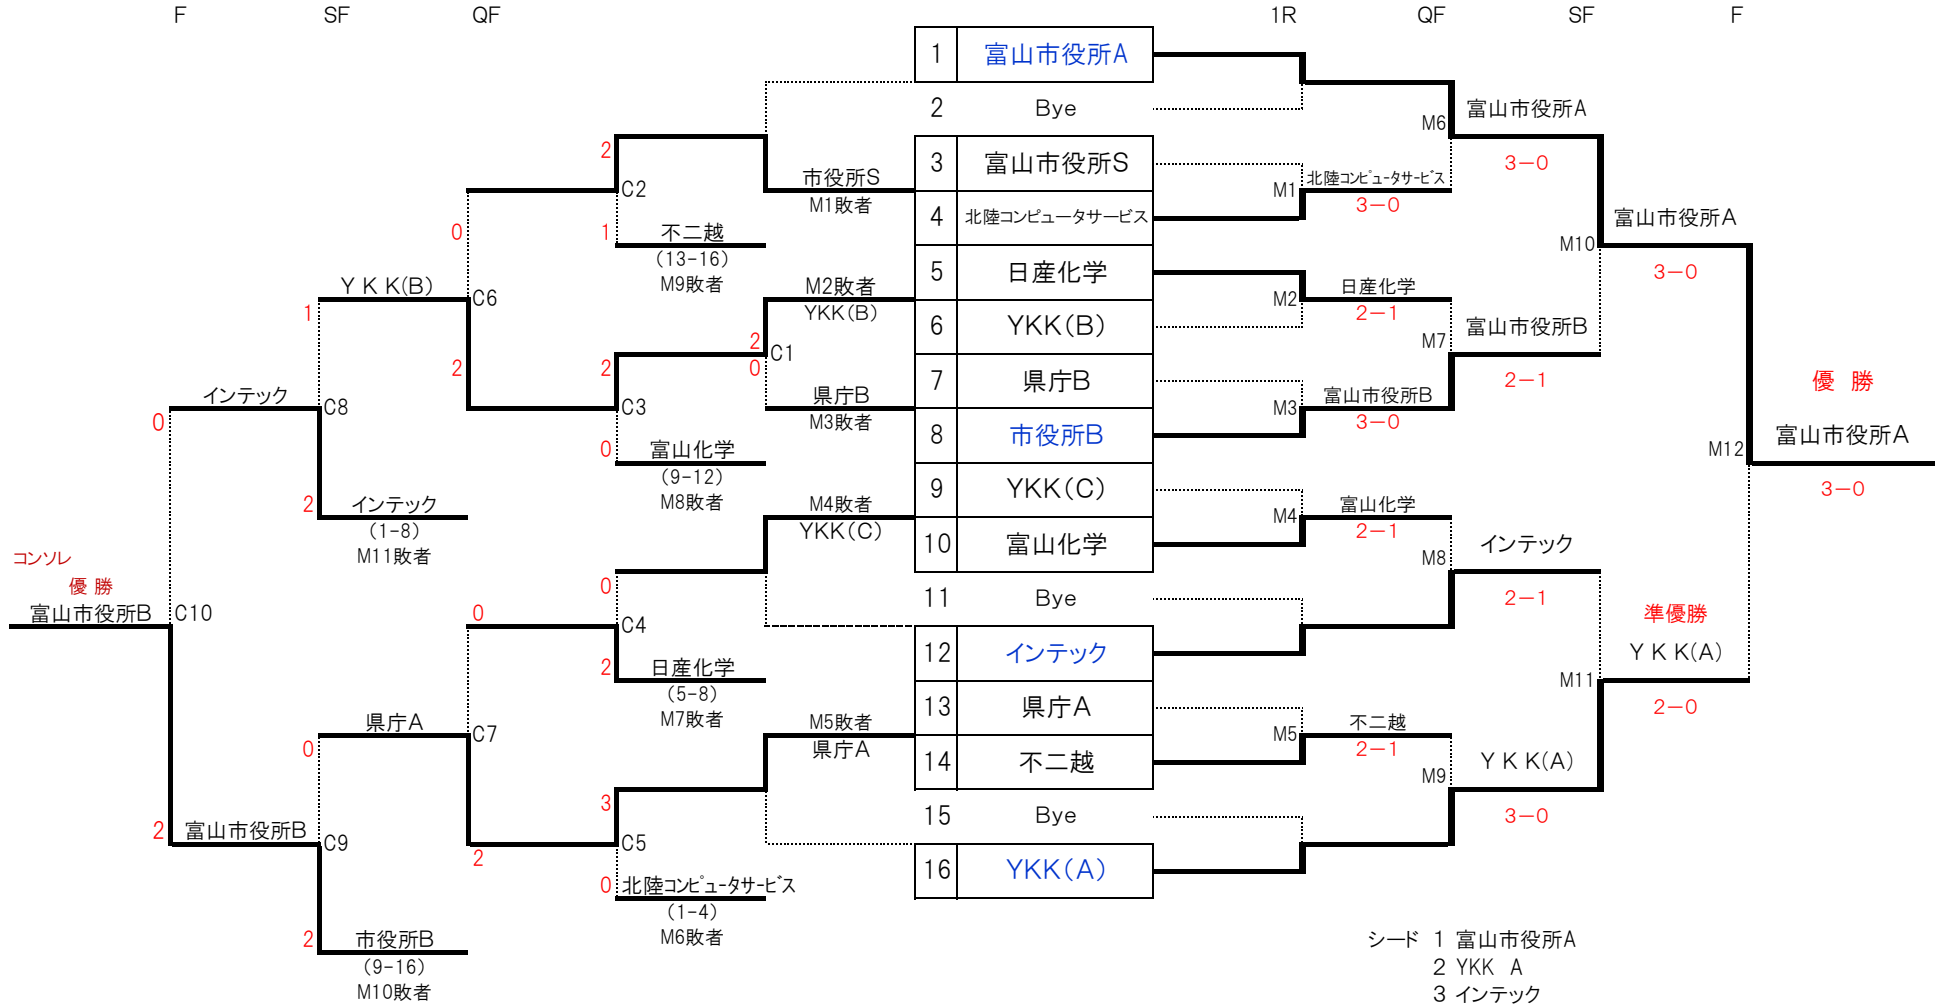 F SF QF 1R QF SF F
1 富山市役所A
2 Bye
3 富山市役所S
4 北陸コンピュータサービス
5 日産化学
6 YKK(B)
7 県庁B
8 市役所B
9 YKK(C)
10 富山化学
11 Bye
12 インテック
13 県庁A
14 不二越
15 Bye
16 YKK(A)
M1
北陸コンピュータサービス
3-0
M2
日産化学
2-1
M3
富山市役所B
3-0
M4
富山化学
2-1
M5
不二越
2-1
M6
富山市役所A
3-0
M7
富山市役所B
2-1
M8
インテック
2-1
M9
YKK(A)
3-0
M10
富山市役所A
3-0
M11
準優勝
YKK(A)
2-0
M12
優 勝
富山市役所A
3-0
市役所S
M1敗者
M2敗者
YKK(B)
県庁B
M3敗者
M4敗者
YKK(C)
M5敗者
県庁A
2
0
C1
2
C2
1
不二越
(13-16)
M9敗者
2
C3
0
富山化学
(9-12)
M8敗者
0
C4
2
日産化学
(5-8)
M7敗者
3
C5
0
北陸コンピュータサービス
(1-4)
M6敗者
0
C6
2
YKK(B)
0
C7
2
県庁A
1
C8
2
インテック
(1-8)
M11敗者
0
C9
2
市役所B
(9-16)
M10敗者
インテック
0
C10
2
富山市役所B
コンソレ
優 勝
富山市役所B
シード 1 富山市役所A
2 YKK A
3 インテック